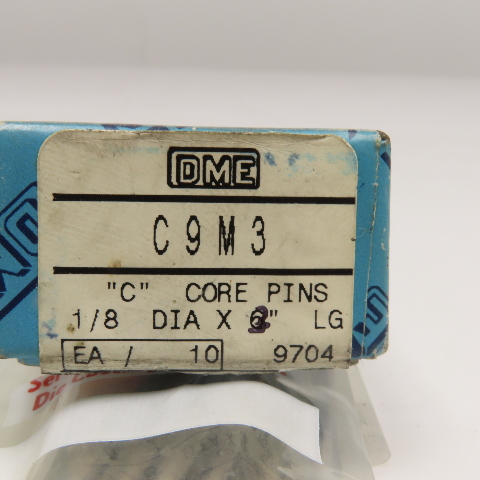 DME
C9M3
"C" CORE PINS
1/8 DIA X 3" LG
EA / 10 9704